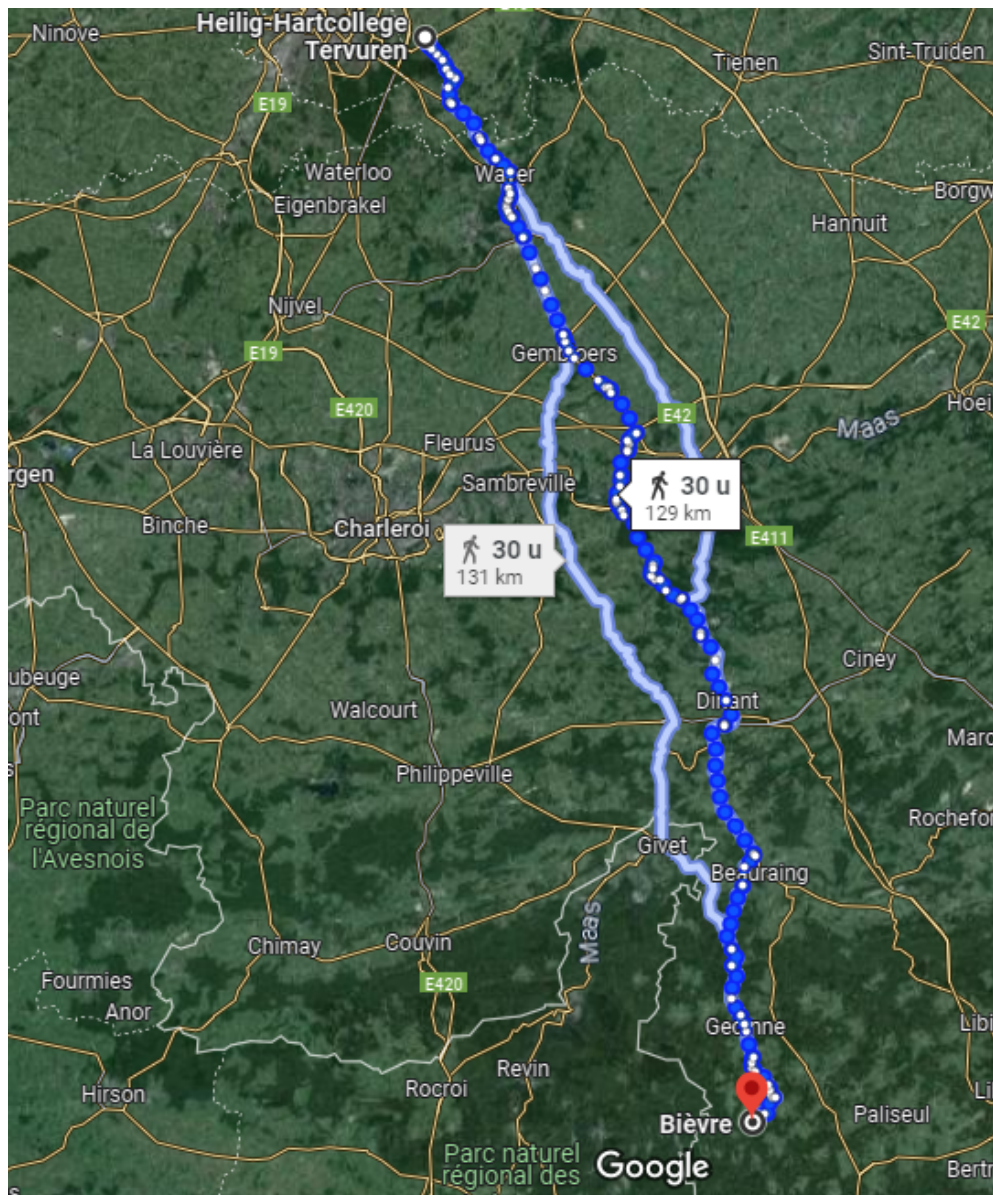 Ninove
Heilig-Hartcollege
Tervuren
Tienen
Sint-Truiden
E19
Waterloo
Eigenbrakel
Borgw
Hannuit
Nijvel
E42
E19
E420
E42
Hoei
Maas
La Louvière
Fleurus
rgen
Sambreville
30 u
129 km
Binche
Charleroi
E411
30 u
131 km
Ciney
ubeuge
Walcourt
ont
Marc
Philippeville
Parc naturel
régional de
l'Avesnois
Rochefor
Givet
Beauraing
Maas
Chimay
Couvin
Fourmies
E420
Anor
Gedinne
Libi
Revin
Hirson
Rocroi
Li
Bièvre
Paliseul
Parc naturel
régional des
Google
Bertr